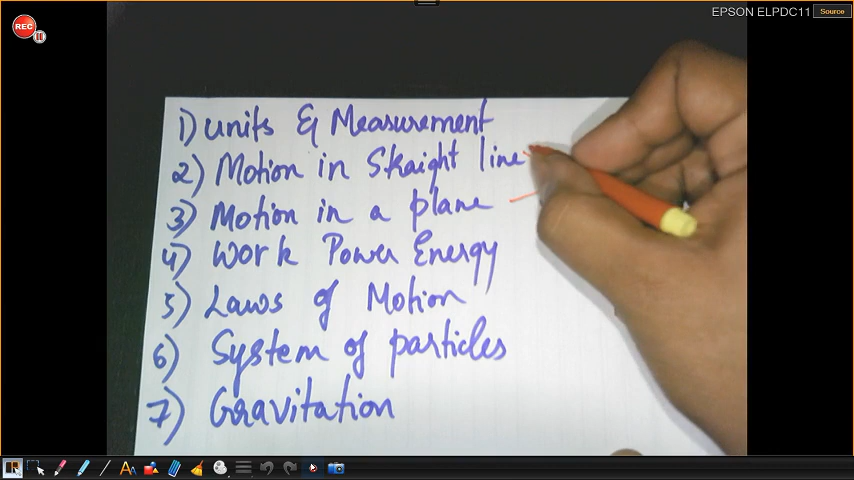 REC
EPSON ELPDC11
Source
1) Units & Measurement
2) Motion in Straight line
3) Motion in a plane
4) Work Power Energy
5) Laws of Motion
6) System of particles
7) Gravitation